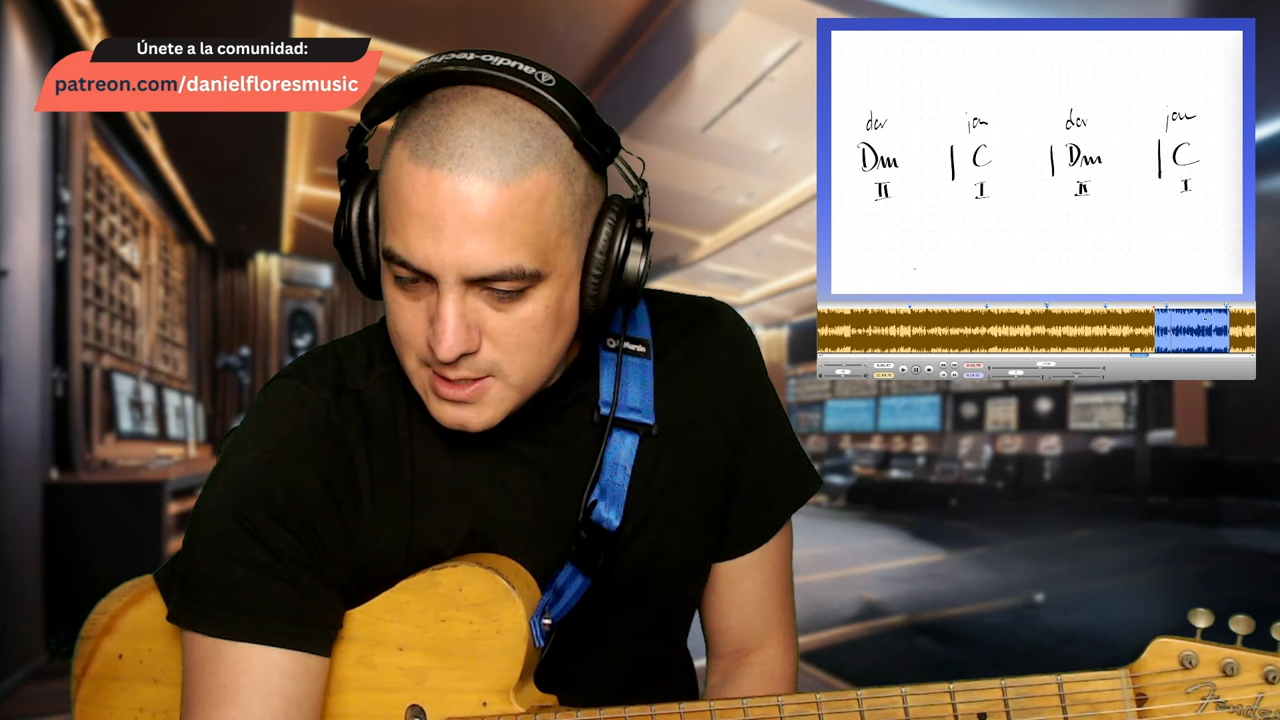 Únete a la comunidad:
patreon.com/danielfloresmusic
audio-technica
dor jon dor jon
Dm | C | Dm | C
II I II I
Fender